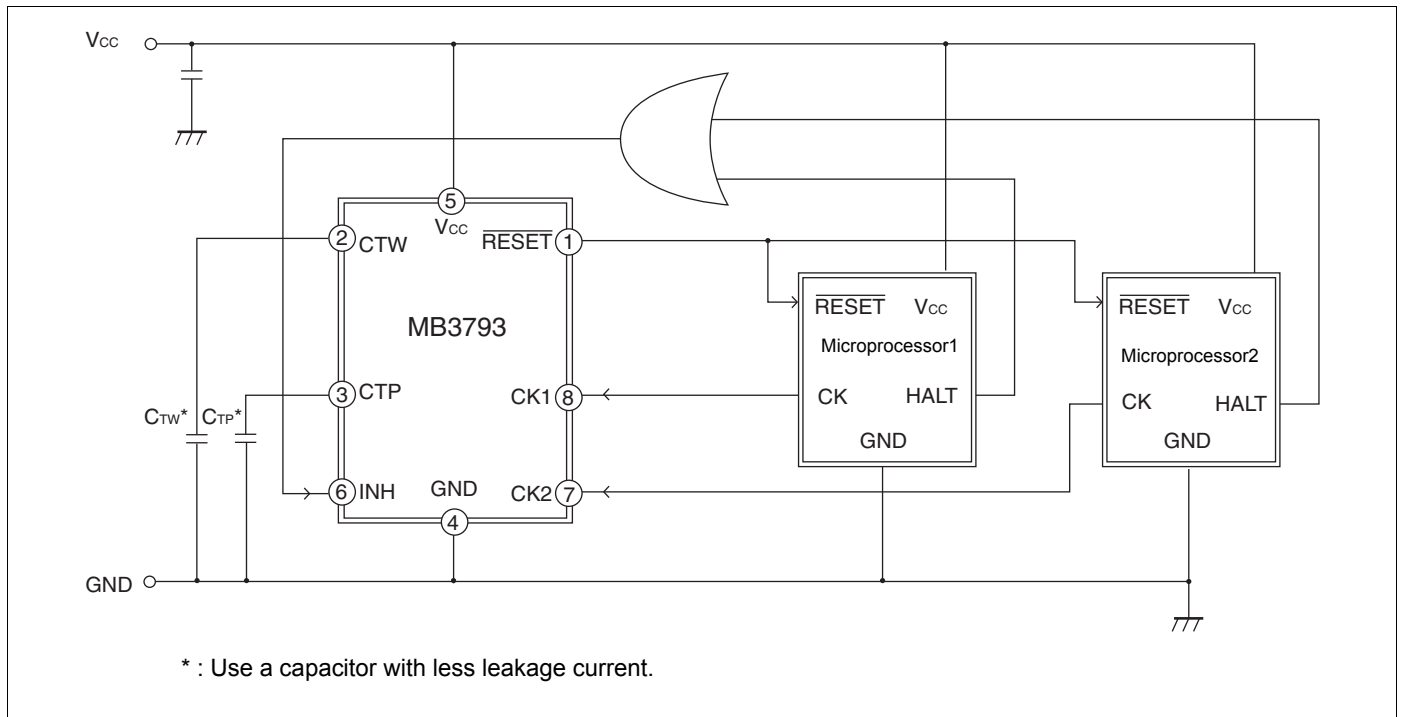 VCC
5
VCC
2 CTW
RESET 1
MB3793
RESET VCC
Microprocessor1
RESET VCC
Microprocessor2
3 CTP
CK1 8
CK HALT
CK HALT
CTW* CTP*
GND
GND
6 INH
GND
CK2 7
4
GND
* : Use a capacitor with less leakage current.